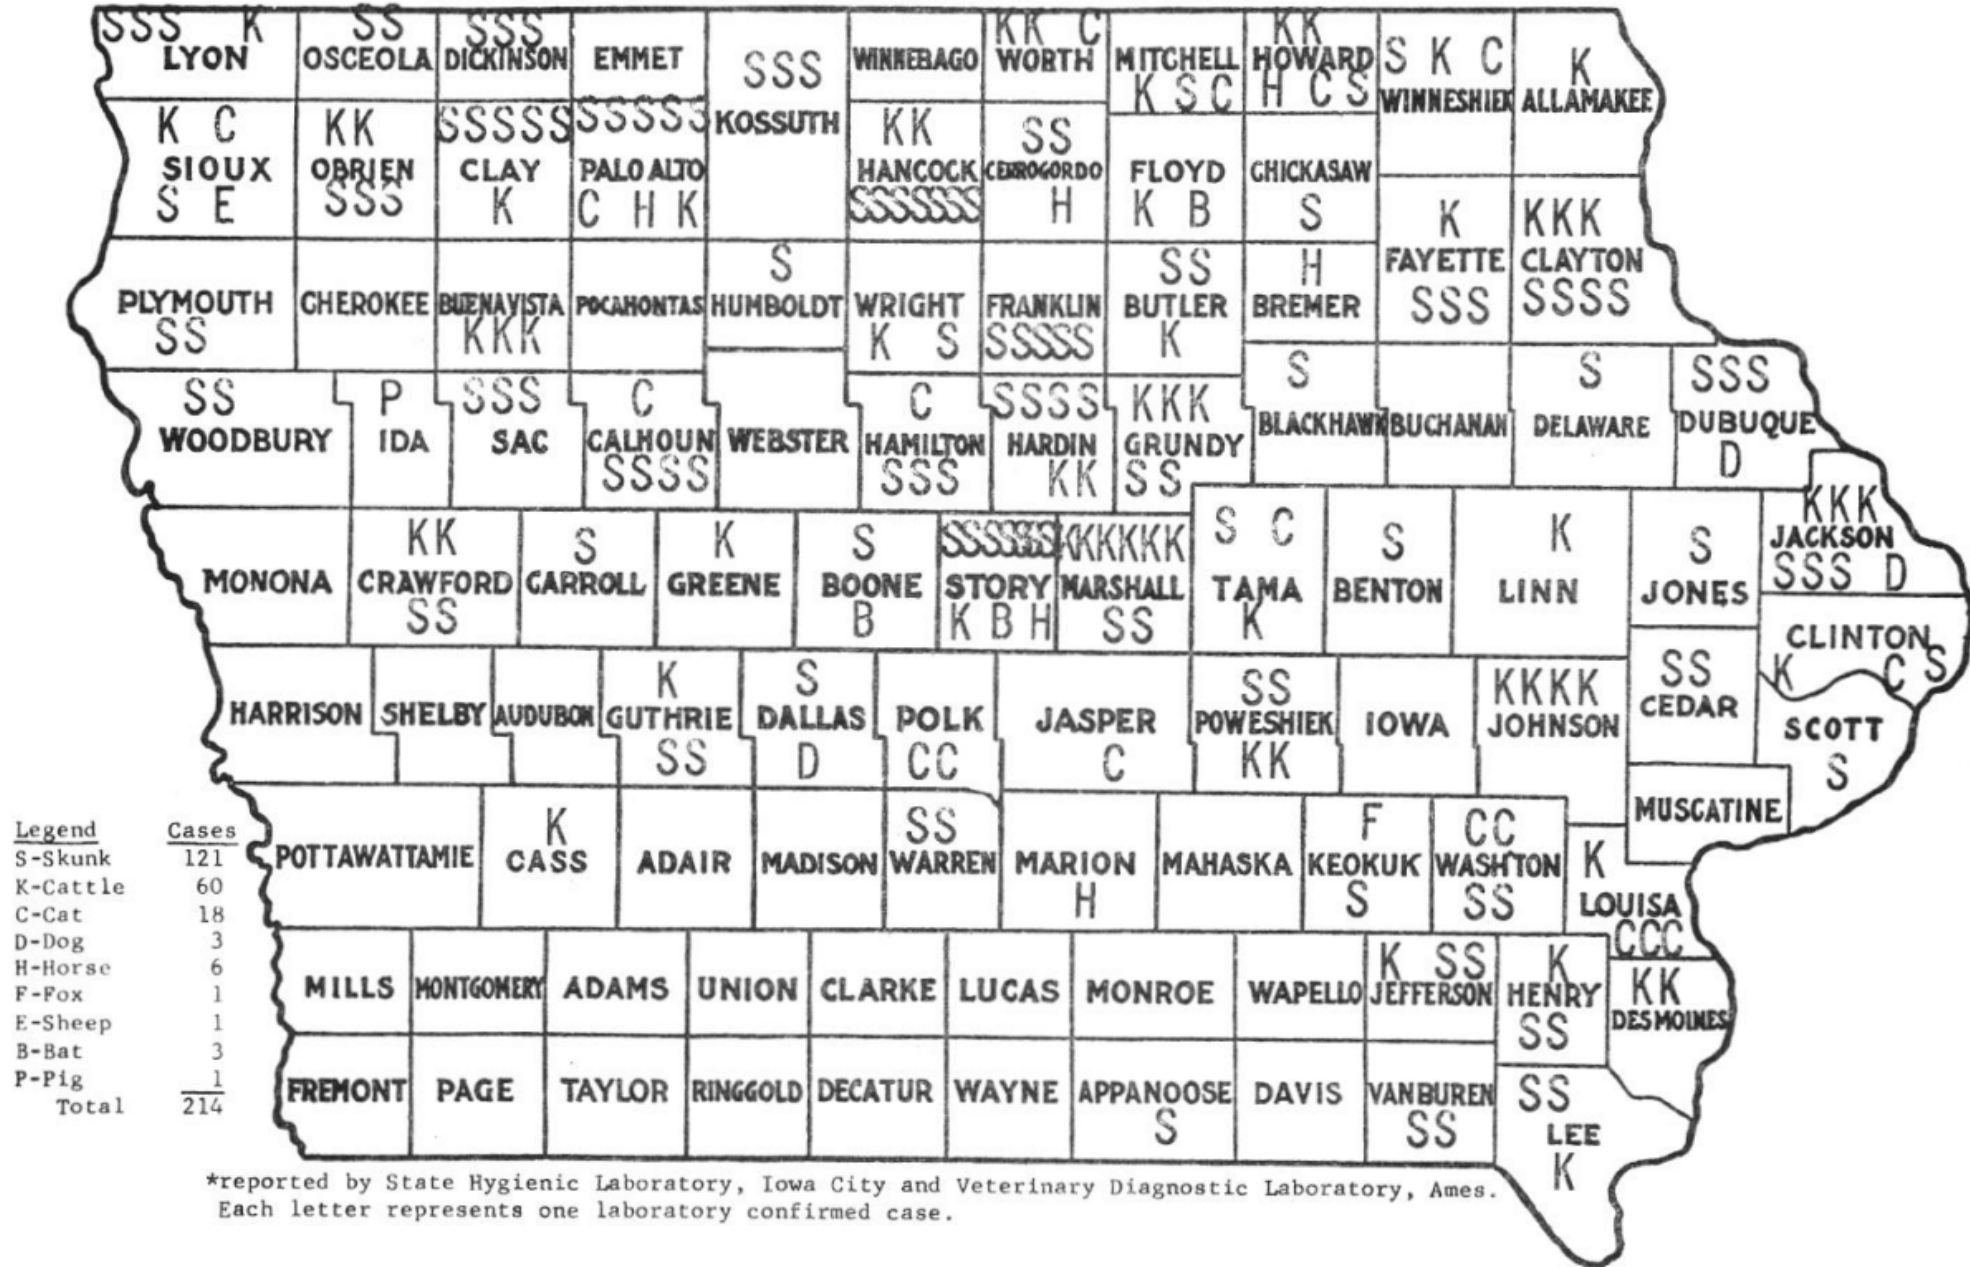 SSS K
LYON
SS
OSCEOLA
SSS
DICKINSON
EMMET
SSS
KOSSUTH
WINNEBAGO
KK C
WORTH
MITCHELL
K S C
KK
HOWARD
H C S
S K C
WINNESHIEK
K
ALLAMAKEE
K C
SIOUX
S E
KK
OBRIEN
SSS
SSSSS
CLAY
K
SSSSS
PALO ALTO
C H K
KK
HANCOCK
SSSSSSS
SS
CERROGORDO
H
FLOYD
K B
CHICKASAW
S
K
FAYETTE
SSS
KKK
CLAYTON
SSSS
PLYMOUTH
SS
CHEROKEE
BUENAVISTA
KKK
POCAHONTAS
S
HUMBOLDT
WRIGHT
K S
FRANKLIN
SSSSS
SS
BUTLER
K
H
BREMER
SS
WOODBURY
P
IDA
SSS
SAC
C
CALHOUN
SSSS
WEBSTER
C
HAMILTON
SSS
SSSS
HARDIN
KK
KKK
GRUNDY
SS
S
BLACKHAWK
BUCHANAN
S
DELAWARE
SSS
DUBUQUE
D
MONONA
KK
CRAWFORD
SS
S
CARROLL
K
GREENE
S
BOONE
B
STORY
K B H
KKKKKK
MARSHALL
SS
S C
TAMA
K
S
BENTON
K
LINN
S
JONES
KKK
JACKSON
SSS D
CLINTON
K C S
HARRISON
SHELBY
AUDUBON
K
GUTHRIE
SS
S
DALLAS
D
POLK
CC
JASPER
C
SS
POWESHIEK
KK
IOWA
KKKK
JOHNSON
SS
CEDAR
SCOTT
S
MUSCATINE
POTTAWATTAMIE
K
CASS
ADAIR
MADISON
SS
WARREN
MARION
H
MAHASKA
F
KEOKUK
S
CC
WASH'TON
SS
K
LOUISA
CCC
MILLS
MONTGOMERY
ADAMS
UNION
CLARKE
LUCAS
MONROE
WAPELLO
K SS
JEFFERSON
K
HENRY
SS
KK
DESMOINES
FREMONT
PAGE
TAYLOR
RINGGOLD
DECATUR
WAYNE
APPANOOSE
S
DAVIS
VANBUREN
SS
SS
LEE
K
Legend Cases
S-Skunk 121
K-Cattle 60
C-Cat 18
D-Dog 3
H-Horse 6
F-Fox 1
E-Sheep 1
B-Bat 3
P-Pig 1
Total 214
*reported by State Hygienic Laboratory, Iowa City and Veterinary Diagnostic Laboratory, Ames.
Each letter represents one laboratory confirmed case.